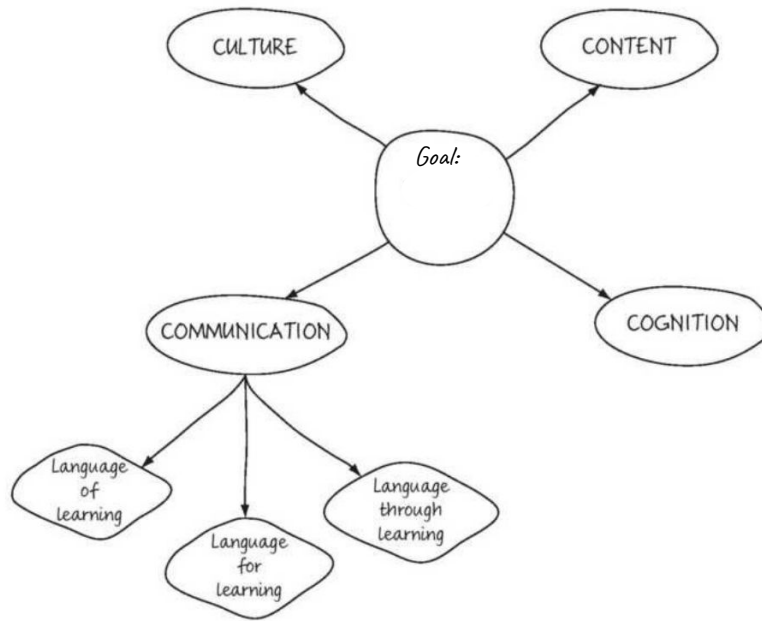 CULTURE
CONTENT
Goal:
COMMUNICATION
COGNITION
Language
of
learning
Language
for
learning
Language
through
learning